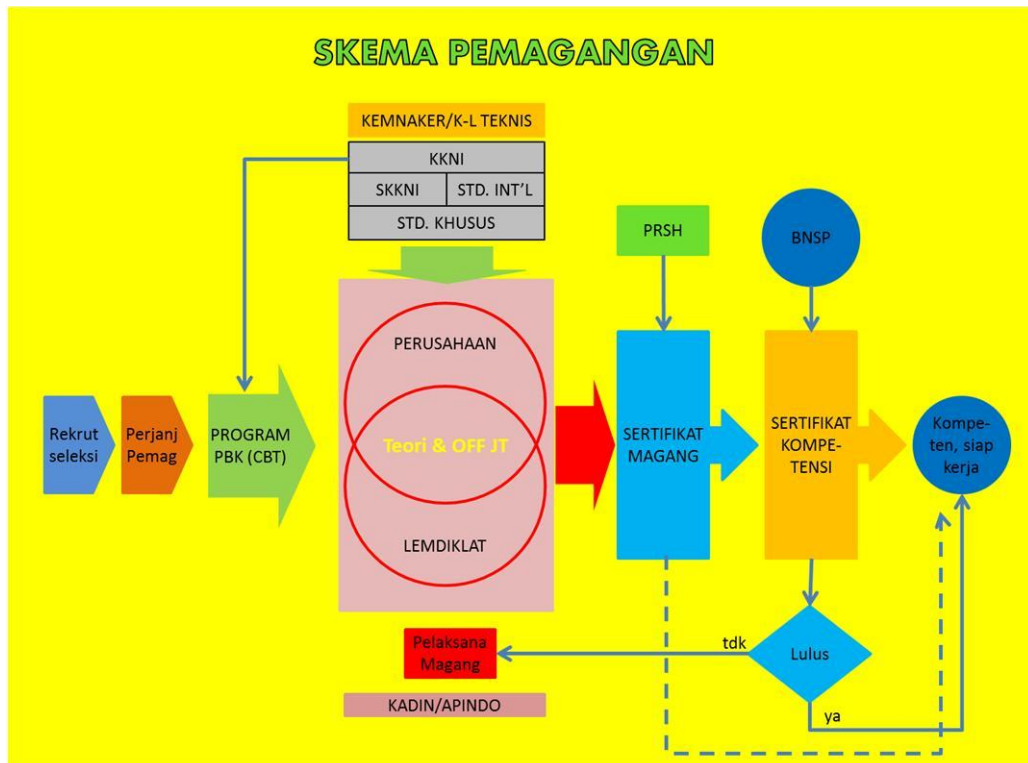 SKEMA PEMAGANGAN
KEMNAKER/K-L TEKNIS
KKNI
SKKNI
STD. INT'L
STD. KHUSUS
PRSH
BNSP
Rekrut
seleksi
Perjanj
Pemag
PROGRAM
PBK (CBT)
PERUSAHAAN
Teori & OFF JT
LEMDIKLAT
SERTIFIKAT
MAGANG
SERTIFIKAT
KOMPE-
TENSI
Kompe-
ten, siap
kerja
Pelaksana
Magang
tdk
Lulus
ya
KADIN/APINDO